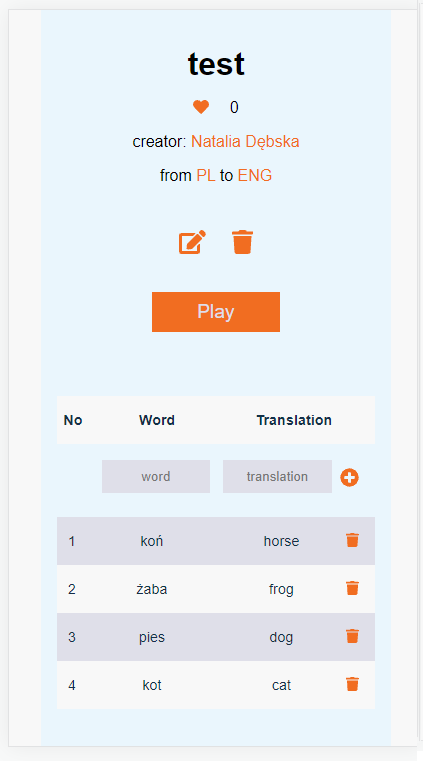 test
0
creator: Natalia Dębska
from PL to ENG
Play
No Word Translation
word translation
1 koń horse
2 żaba frog
3 pies dog
4 kot cat